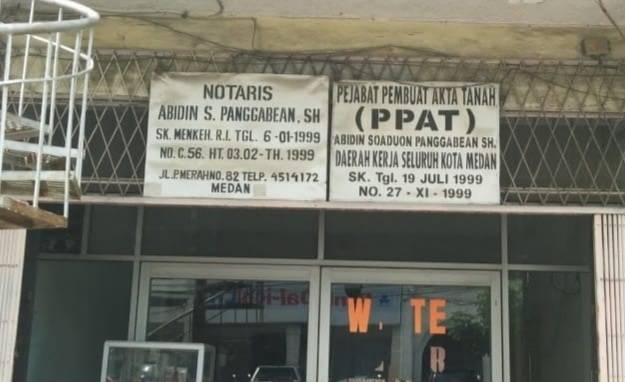 NOTARIS
ABIDIN S. PANGGABEAN, SH
SK. MENKEH. R.I. TGL. 6-01-1999
NO. C.56. HT. 03.02-TH. 1999
JL. P. MERAH NO. 82 TELP. 4514172
MEDAN
PEJABAT PEMBUAT AKTA TANAH
(PPAT)
ABIDIN SOADUON PANGGABEAN SH.
DAERAH KERJA SELURUH KOTA MEDAN
SK. Tgl. 19 JULI 1999
NO. 27 - XI - 1999
W TE
R